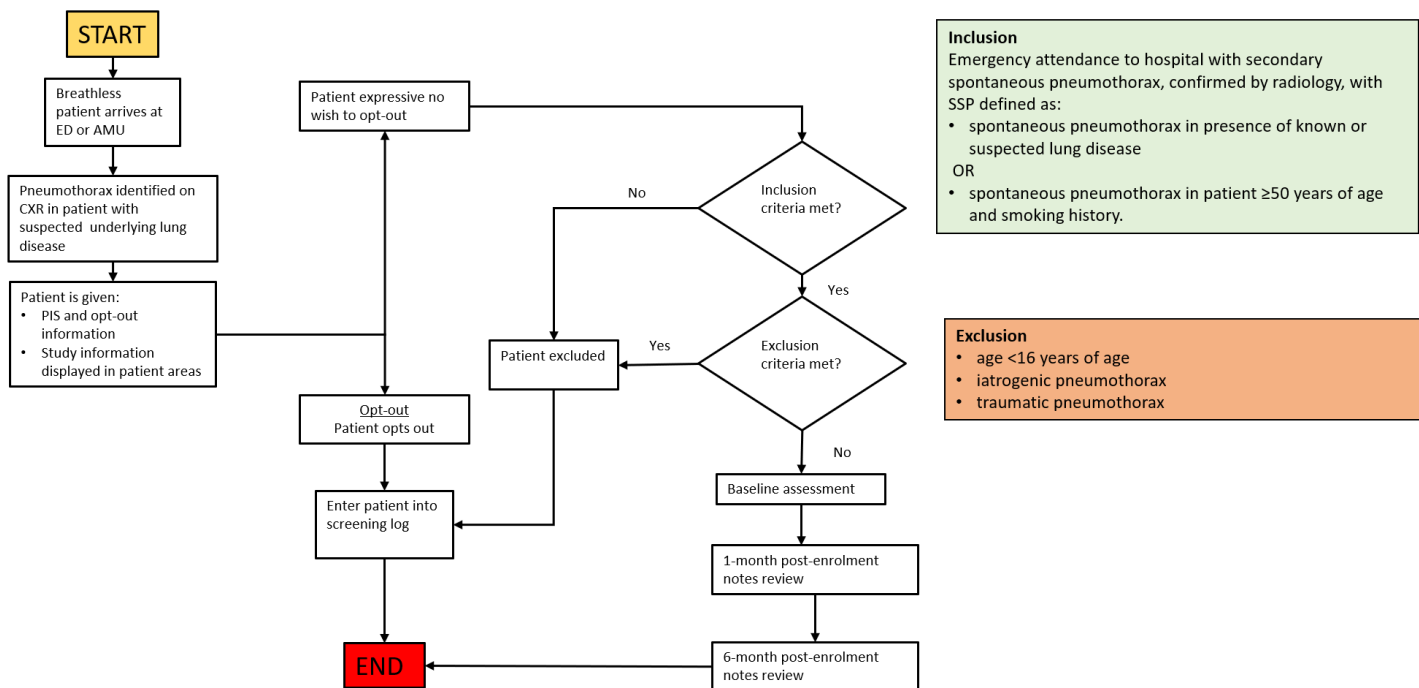 START
Breathless
patient arrives at
ED or AMU
Pneumothorax identified on
CXR in patient with
suspected  underlying lung
disease
Patient is given:
• PIS and opt-out
information
• Study information
displayed in patient areas
Patient expressive no
wish to opt-out
Opt-out
Patient opts out
Enter patient into
screening log
END
Patient excluded
No
Yes
Inclusion
criteria met?
Yes
Exclusion
criteria met?
No
Baseline assessment
1-month post-enrolment
notes review
6-month post-enrolment
notes review
Inclusion
Emergency attendance to hospital with secondary
spontaneous pneumothorax, confirmed by radiology, with
SSP defined as:
• spontaneous pneumothorax in presence of known or
suspected lung disease
OR
• spontaneous pneumothorax in patient ≥50 years of age
and smoking history.
Exclusion
• age <16 years of age
• iatrogenic pneumothorax
• traumatic pneumothorax